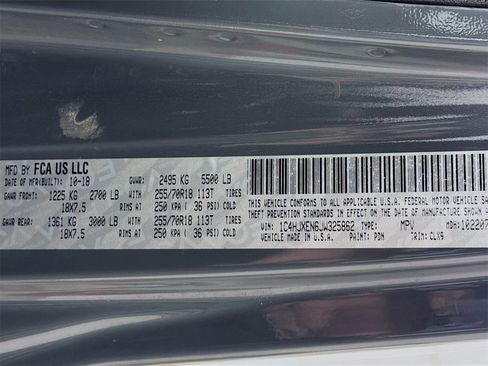 MFD BY FCA US LLC
DATE OF MFR(BUILT): 10-18 GVWR: 2495 KG 5500 LB
GAWR FRONT: 1225 KG 2700 LB WITH 255/70R18 113T TIRES
18X7.5 RIMS AT 250 KPA ( 36 PSI) COLD
GAWR REAR: 1361 KG 3000 LB WITH 255/70R18 113T TIRES
18X7.5 RIMS AT 250 KPA ( 36 PSI) COLD
THIS VEHICLE CONFORMS TO ALL APPLICABLE U.S.A. FEDERAL MOTOR VEHICLE SA
THEFT PREVENTION STANDARDS IN EFFECT ON THE DATE OF MANUFACTURE SHOWN A
VIN: 1C4HJXEN6JW325862 TYPE: MPV MDH: 102207
VEHICLE MADE IN U.S.A. PAINT: PDN TRIM: CLX9